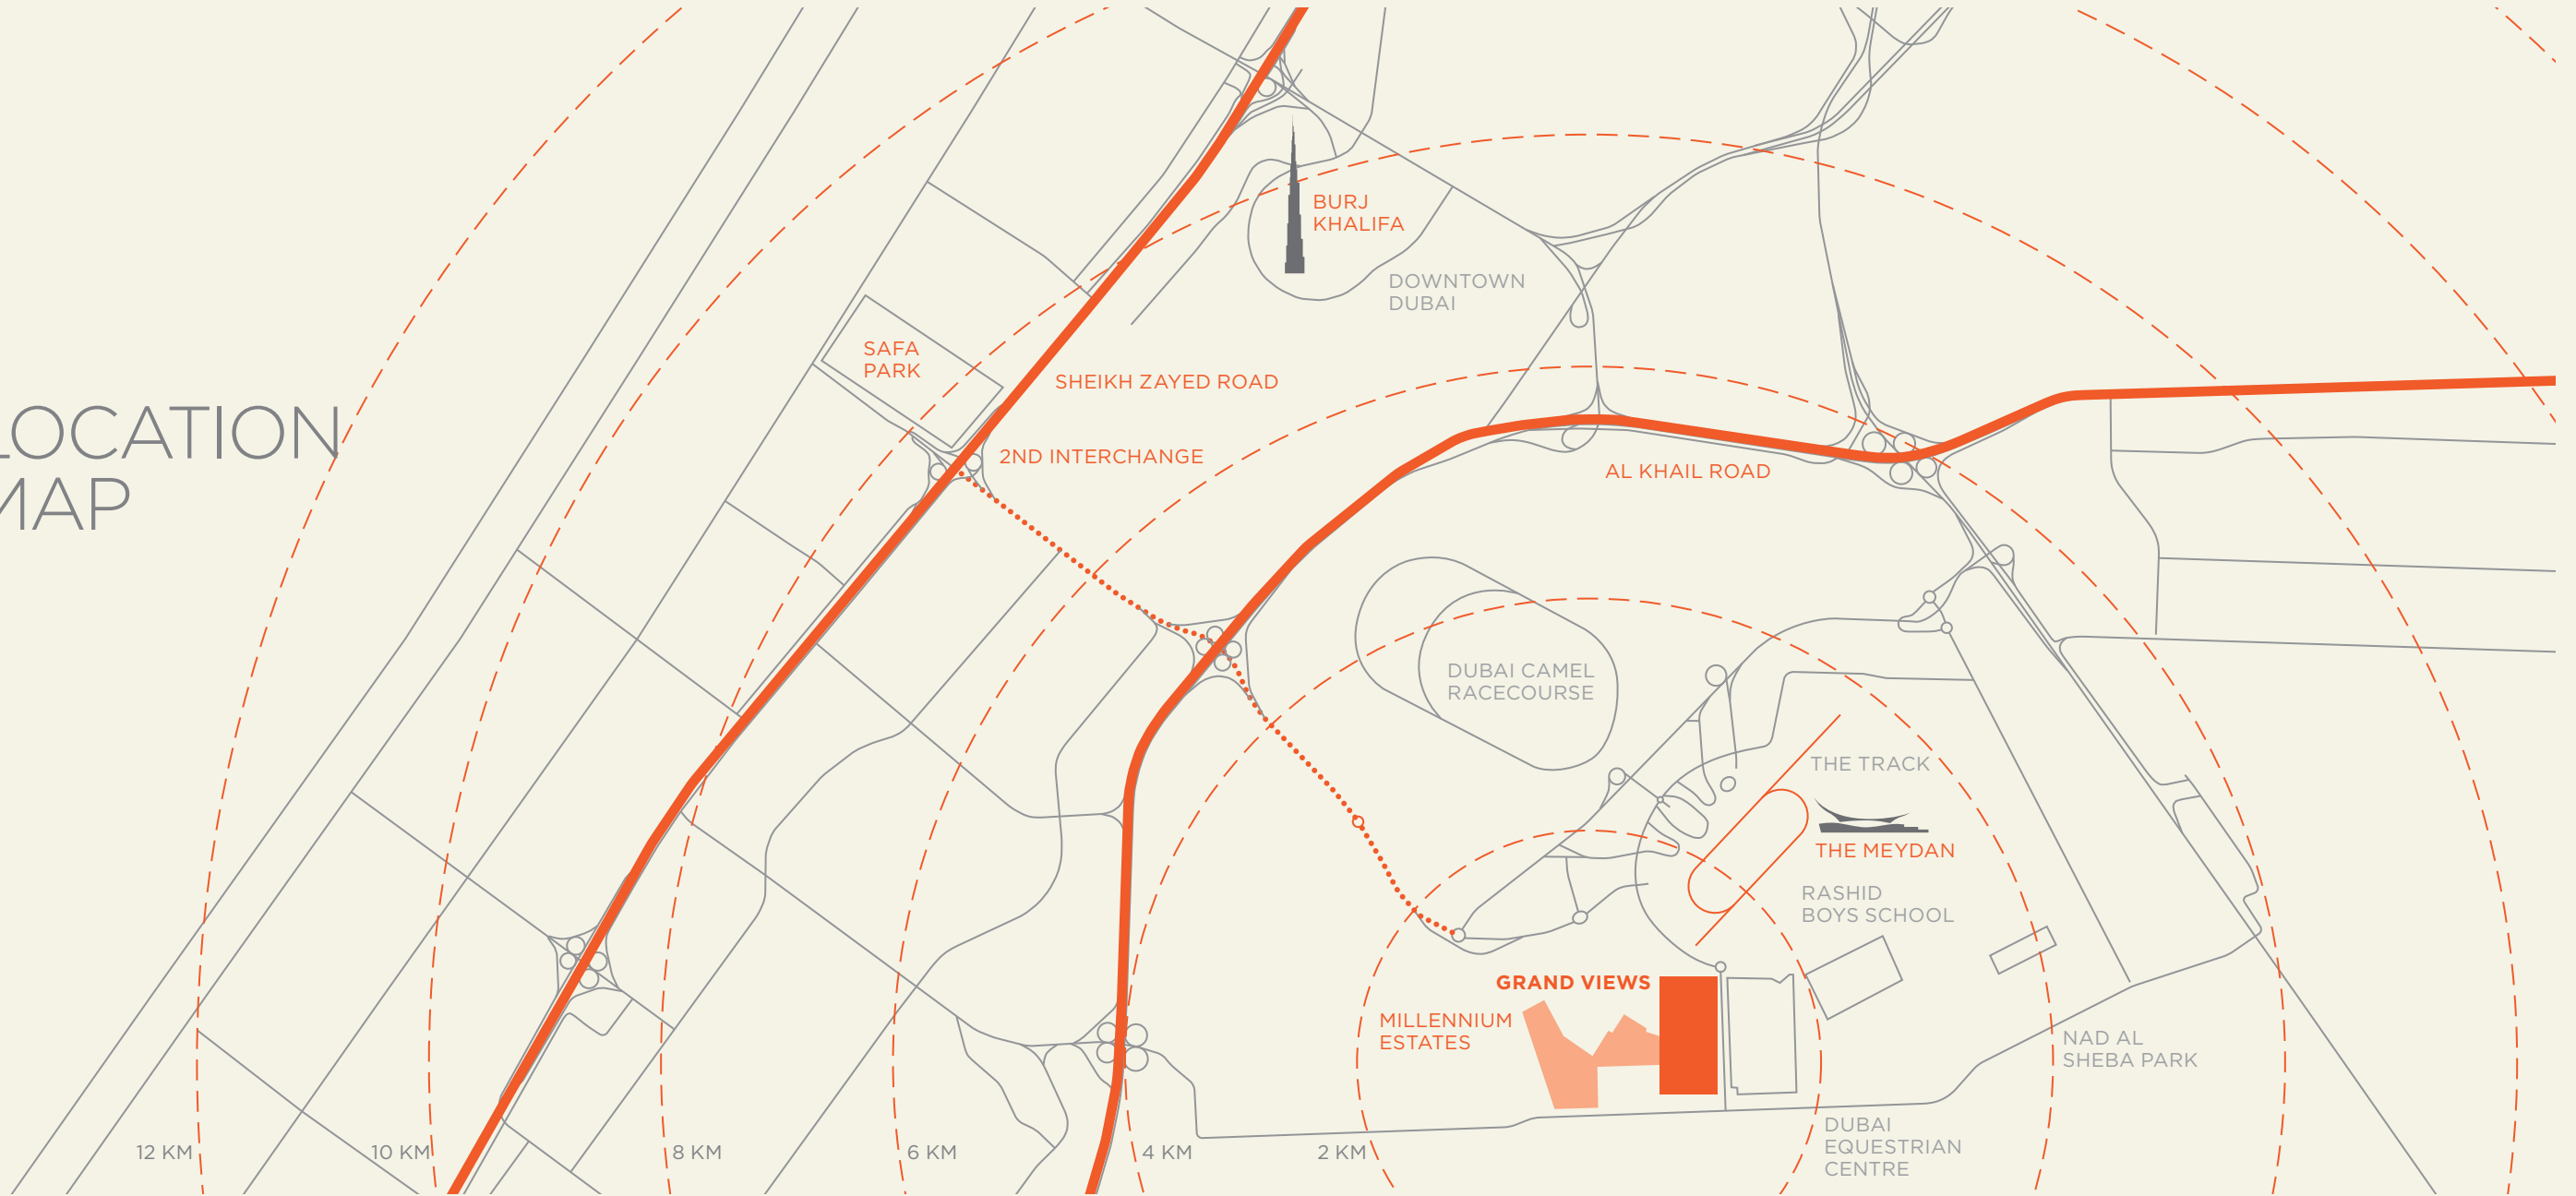 LOCATION
MAP
BURJ
KHALIFA
DOWNTOWN
DUBAI
SAFA
PARK
SHEIKH ZAYED ROAD
2ND INTERCHANGE
AL KHAIL ROAD
DUBAI CAMEL
RACECOURSE
THE TRACK
THE MEYDAN
RASHID
BOYS SCHOOL
GRAND VIEWS
MILLENNIUM
ESTATES
NAD AL
SHEBA PARK
DUBAI
EQUESTRIAN
CENTRE
12 KM
10 KM
8 KM
6 KM
4 KM
2 KM